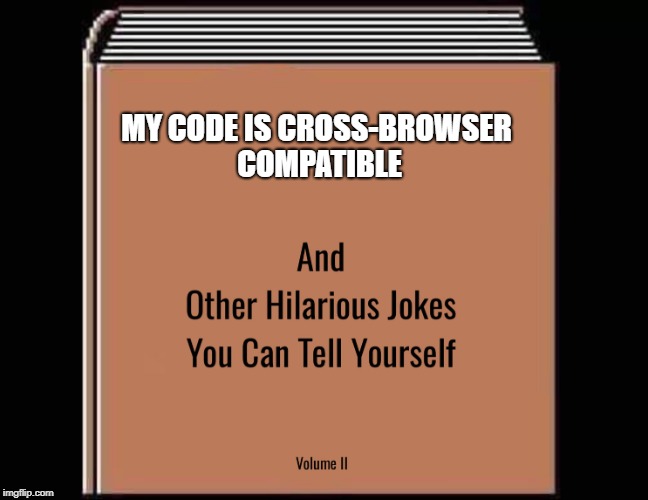 MY CODE IS CROSS-BROWSER
COMPATIBLE
And
Other Hilarious Jokes
You Can Tell Yourself
Volume II
imgflip.com